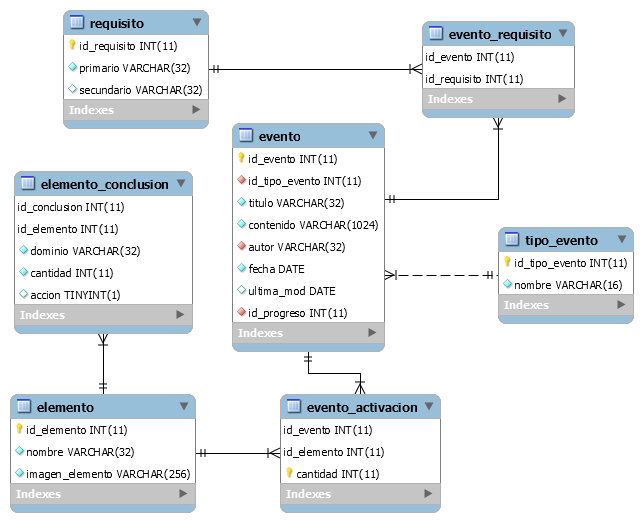 requisito
id_requisito INT(11)
primario VARCHAR(32)
secundario VARCHAR(32)
Indexes
evento_requisito
id_evento INT(11)
id_requisito INT(11)
Indexes
evento
id_evento INT(11)
id_tipo_evento INT(11)
titulo VARCHAR(32)
contenido VARCHAR(1024)
autor VARCHAR(32)
fecha DATE
ultima_mod DATE
id_progreso INT(11)
Indexes
elemento_conclusion
id_conclusion INT(11)
id_elemento INT(11)
dominio VARCHAR(32)
cantidad INT(11)
accion TINYINT(1)
Indexes
tipo_evento
id_tipo_evento INT(11)
nombre VARCHAR(16)
Indexes
elemento
id_elemento INT(11)
nombre VARCHAR(32)
imagen_elemento VARCHAR(256)
Indexes
evento_activacion
id_evento INT(11)
id_elemento INT(11)
cantidad INT(11)
Indexes